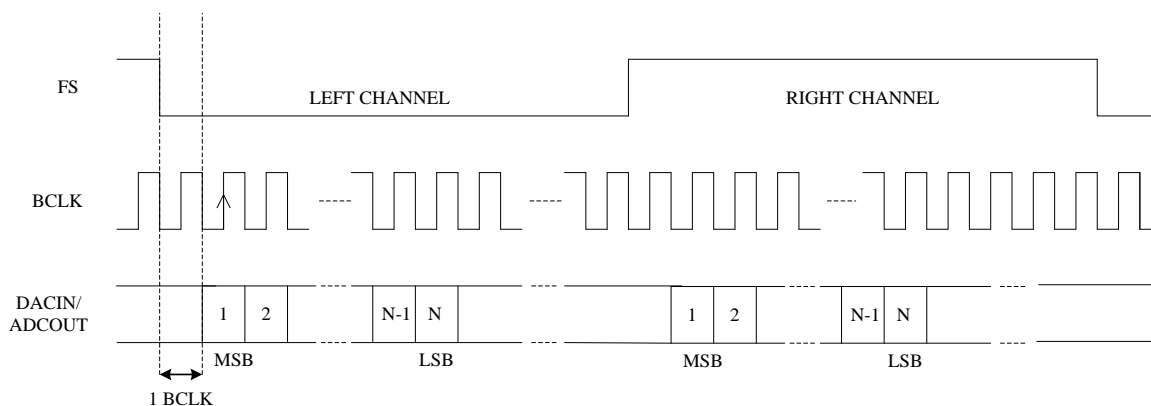 FS
LEFT CHANNEL
RIGHT CHANNEL
BCLK
DACIN/
ADCOUT
1
2
N-1
N
1
2
N-1
N
MSB
LSB
MSB
LSB
1 BCLK